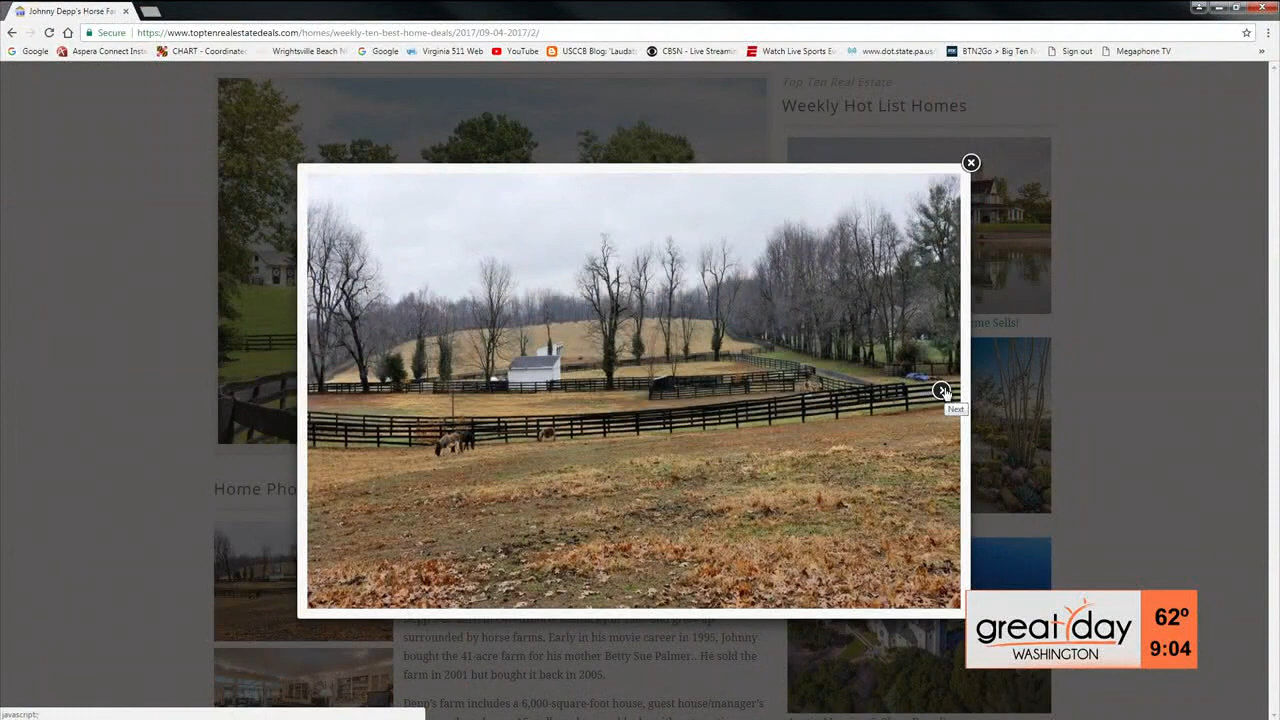 Johnny Depp's Horse Fa
Secure https://www.toptenrealestatedeals.com/homes/weekly-ten-best-home-deals/2017/09-04-2017/2/
Google Aspera Connect Inst CHART - Coordinate Wrightsville Beach N Google Virginia 511 Web YouTube USCCB Blog: "Laudat CBSN - Live Streamin Watch Live Sports Es www.dot.state.pa.us BTN2Go > Big Ten N Sign out Megaphone TV
Top Ten Real Estate
Weekly Hot List Homes
me Sells!
Next
Home Pho
surrounded by horse farms. Early in his movie career in 1995, Johnny
bought the 41-acre farm for his mother Betty Sue Palmer.. He sold the
farm in 2001 but bought it back in 2005.
Depp's farm includes a 6,000-square-foot house, guest house/manager's
great day
WASHINGTON
62º
9:04
javascript:;